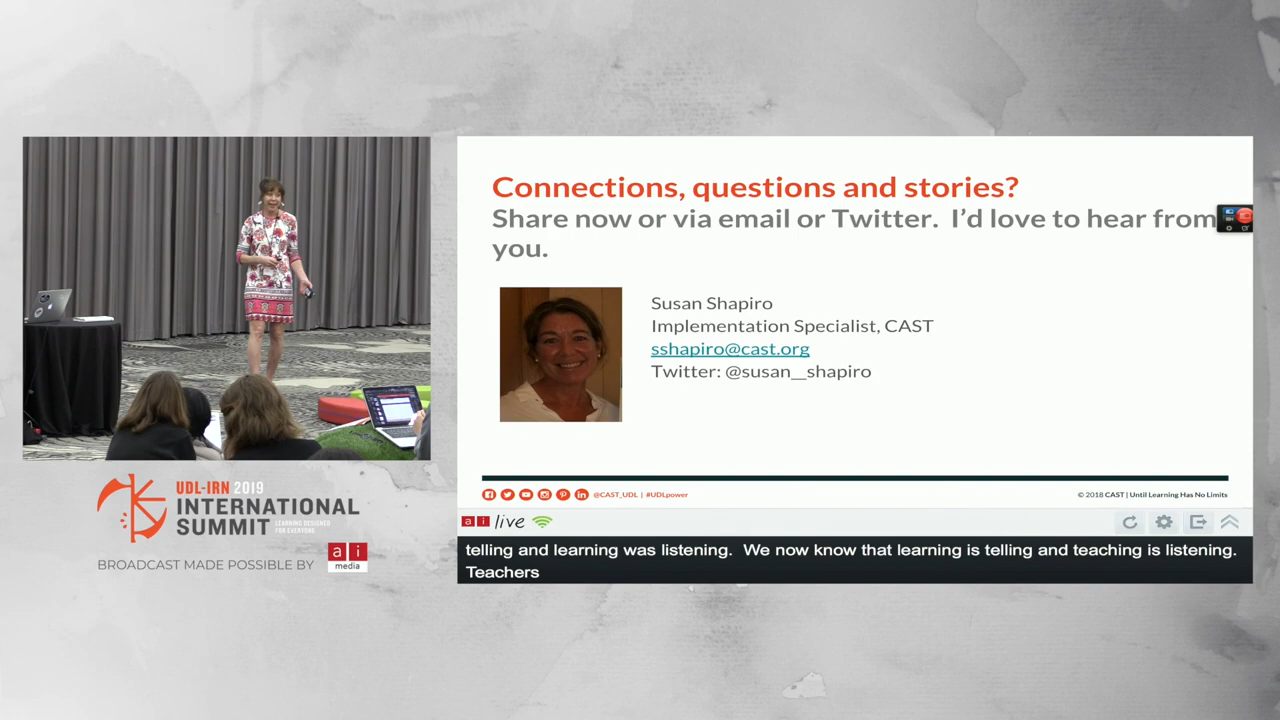 Connections, questions and stories?
Share now or via email or Twitter.  I'd love to hear from
you.
Susan Shapiro
Implementation Specialist, CAST
sshapiro@cast.org
Twitter: @susan__shapiro
@CAST_UDL | #UDLpower
© 2018 CAST | Until Learning Has No Limits
ai live
telling and learning was listening.  We now know that learning is telling and teaching is listening.
Teachers
UDL-IRN 2019
INTERNATIONAL
SUMMIT LEARNING DESIGNED
FOR EVERYONE
BROADCAST MADE POSSIBLE BY
ai
media